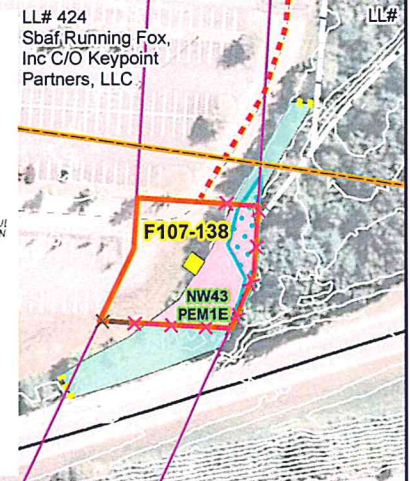 LL# 424
Sbaf Running Fox,
Inc C/O Keypoint
Partners, LLC
LL#
F107-138
NW43
PEM1E